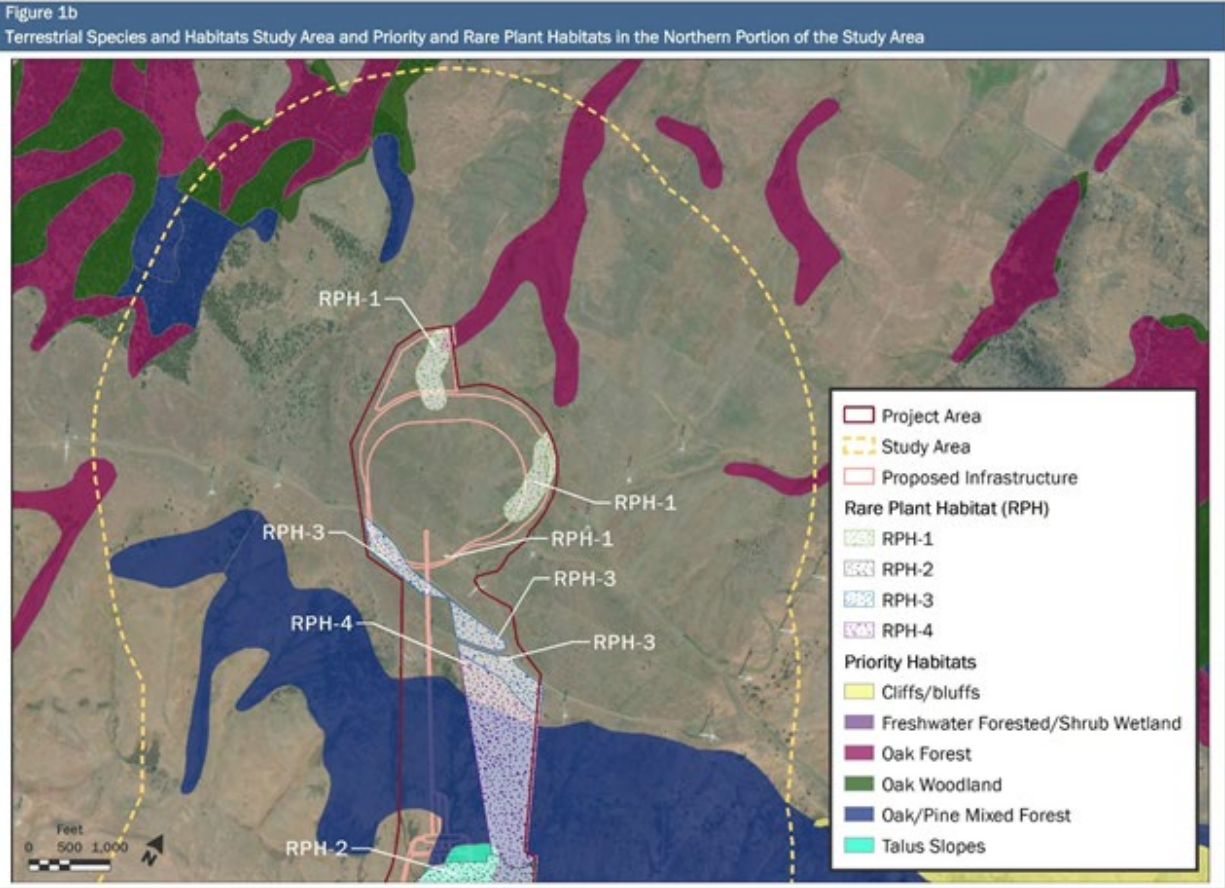 Figure 1b
Terrestrial Species and Habitats Study Area and Priority and Rare Plant Habitats in the Northern Portion of the Study Area
RPH-1
RPH-1
RPH-3
RPH-1
RPH-3
RPH-4
RPH-3
RPH-2
Project Area
Study Area
Proposed Infrastructure
Rare Plant Habitat (RPH)
RPH-1
RPH-2
RPH-3
RPH-4
Priority Habitats
Cliffs/bluffs
Freshwater Forested/Shrub Wetland
Oak Forest
Oak Woodland
Oak/Pine Mixed Forest
Talus Slopes
Feet
0 500 1,000
N